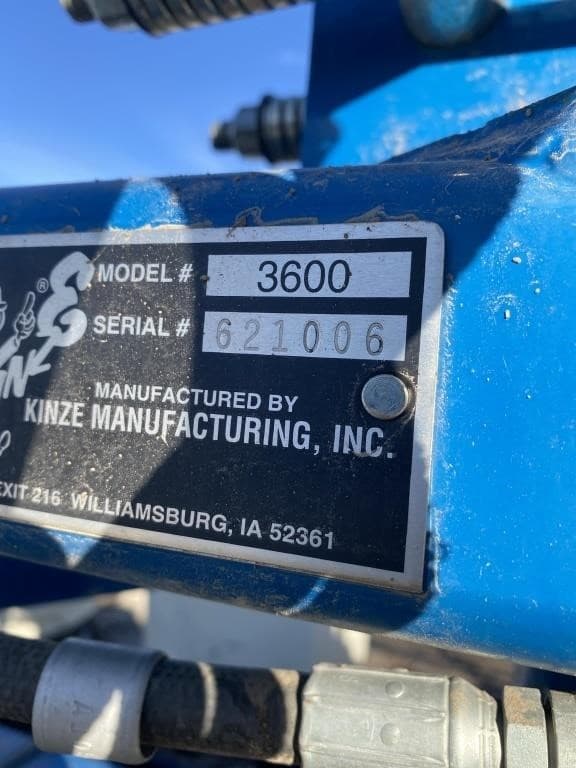 MODEL # 3600
SERIAL # 621006
MANUFACTURED BY
KINZE MANUFACTURING, INC.
EXIT 216 WILLIAMSBURG, IA 52361